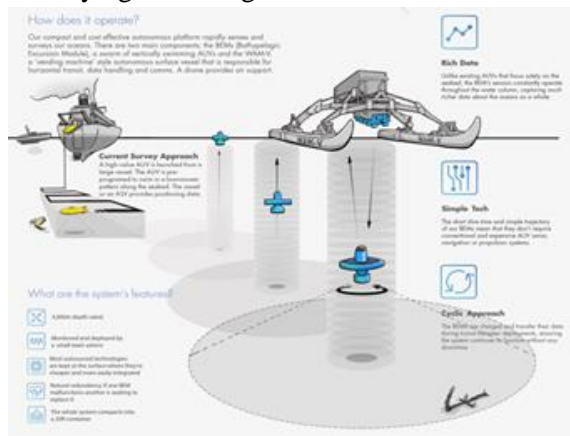 How does it operate?
Our compact and cost effective autonomous platform rapidly senses and
surveys our oceans. There are two main components; the BEMs (Bathypelagic
Excursion Module), a swarm of vertically swimming AUVs and the WAM-V,
a 'vending machine' style autonomous surface vessel that is responsible for
horizontal transit, data handling and comms. A drone provides air support.
Rich Data
Unlike existing AUVs that focus solely on the
seabed, the BEM's sensors constantly operate
throughout the water column, capturing much
richer data about the oceans as a whole.
Current Survey Approach
A high value AUV is launched from a
large vessel. The AUV is pre-
programed to swim in a lawnmower
pattern along the seabed. The vessel
or an ASV provides positioning data.
Simple Tech
The short dive time and simple trajectory
of our BEMs mean that they don't require
conventional and expensive AUV sensor,
navigation or propulsion systems.
What are the system's features?
4,000m depth rated
Monitored and deployed by
a small team onshore
Most outsourced technologies
are kept at the surface where they're
cheaper and more easily integrated
Natural redundancy, if one BEM
malfunctions another is waiting to
replace it
The whole system compacts into
a 20ft container
Cyclic Approach
The BEMs are charged and transfer their data
during transit between deployments, ensuring
the system continues to function without any
downtime